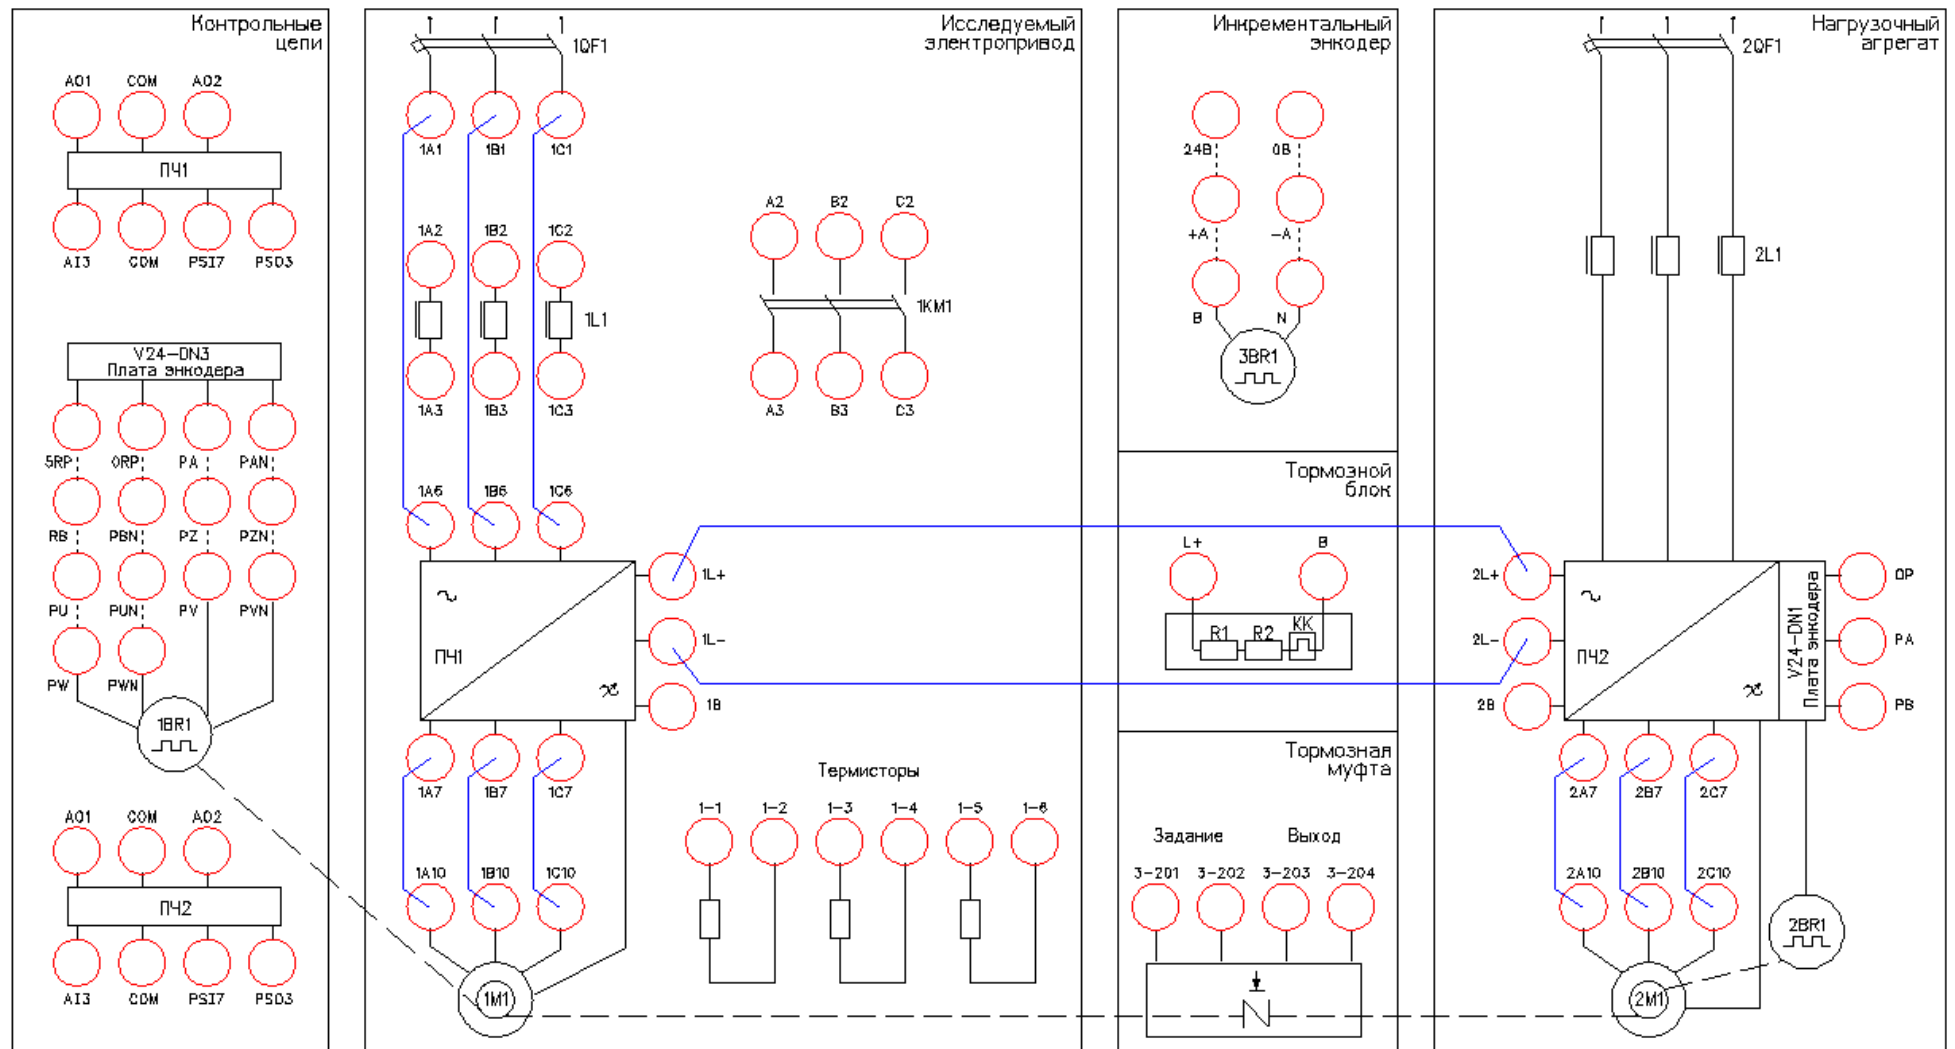 Контрольные
цепи
AO1 COM AO2
ПЧ1
AI3 COM PSI7 PSO3
V24-DN3
Плата энкодера
5RP 0RP PA PAN
RB PBN PZ PZN
PU PUN PV PVN
PW PWN
1BR1
AO1 COM AO2
ПЧ2
AI3 COM PSI7 PSO3
Исследуемый
электропривод
1QF1
1A1 1B1 1C1
1A2 1B2 1C2
1L1
1A3 1B3 1C3
A2 B2 C2
1KM1
A3 B3 C3
1A6 1B6 1C6
1L+
ПЧ1
1L-
1B
1A7 1B7 1C7
1A10 1B10 1C10
1M1
Термисторы
1-1 1-2 1-3 1-4 1-5 1-6
Инкрементальный
энкодер
24В 0В
+A -A
B N
3BR1
Тормозной
блок
L+ B
R1 R2 KK
Тормозная
муфта
Задание Выход
3-201 3-202 3-203 3-204
Нагрузочный
агрегат
2QF1
2L1
2L+
2L-
2B
ПЧ2
V24-DN1
Плата энкодера
0P
PA
PB
2A7 2B7 2C7
2A10 2B10 2C10
2BR1
2M1